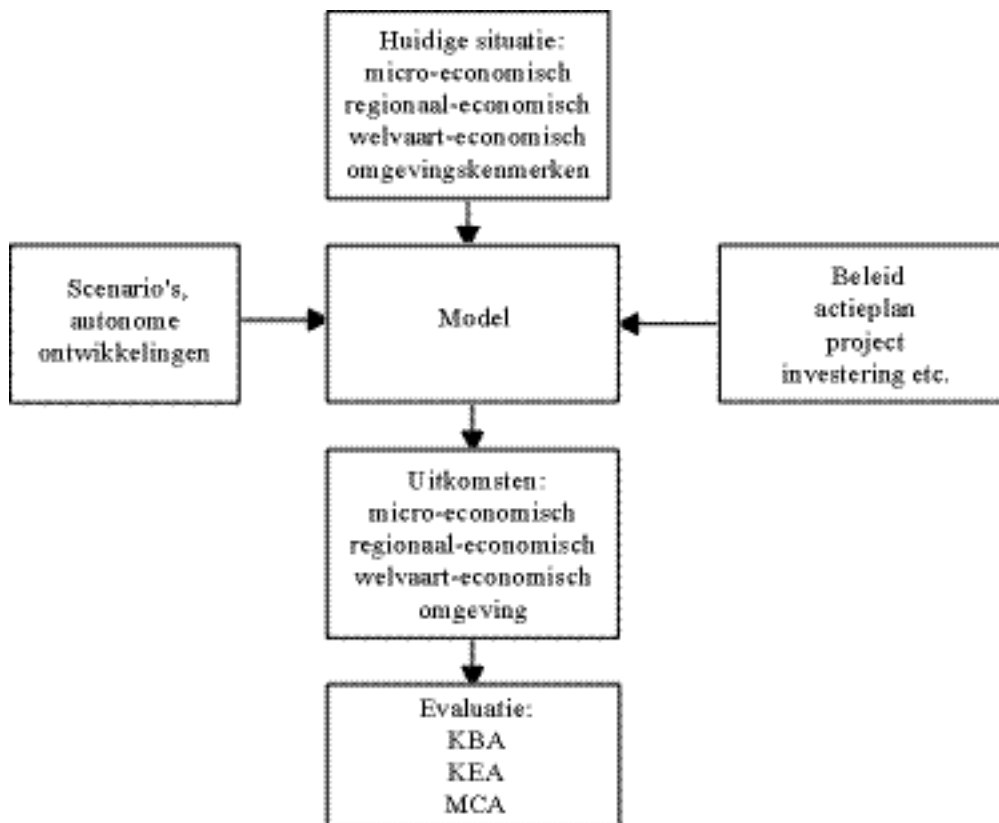 Huidige situatie:
micro-economisch
regionaal-economisch
welvaart-economisch
omgevingskenmerken
Scenario's,
autonome
ontwikkelingen
Model
Beleid
actieplan
project
investering etc.
Uitkomsten:
micro-economisch
regionaal-economisch
welvaart-economisch
omgeving
Evaluatie:
KBA
KEA
MCA